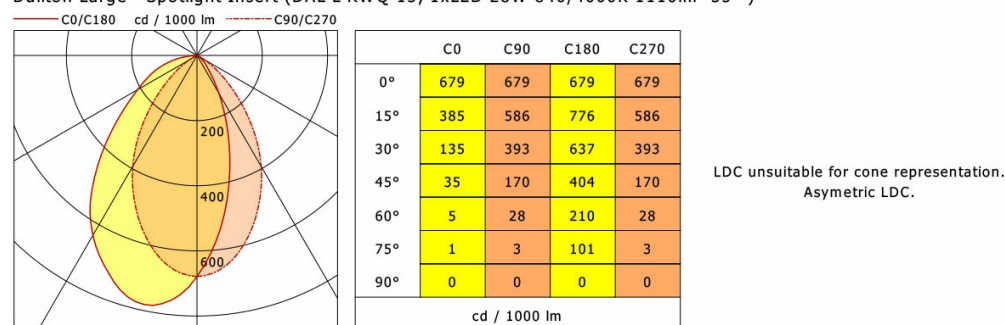 C0/C180 cd / 1000 lm C90/C270
200
400
600
C0 C90 C180 C270
0° 679 679 679 679
15° 385 586 776 586
30° 135 393 637 393
45° 35 170 404 170
60° 5 28 210 28
75° 1 3 101 3
90° 0 0 0 0
cd / 1000 lm
LDC unsuitable for cone representation.
Asymetric LDC.